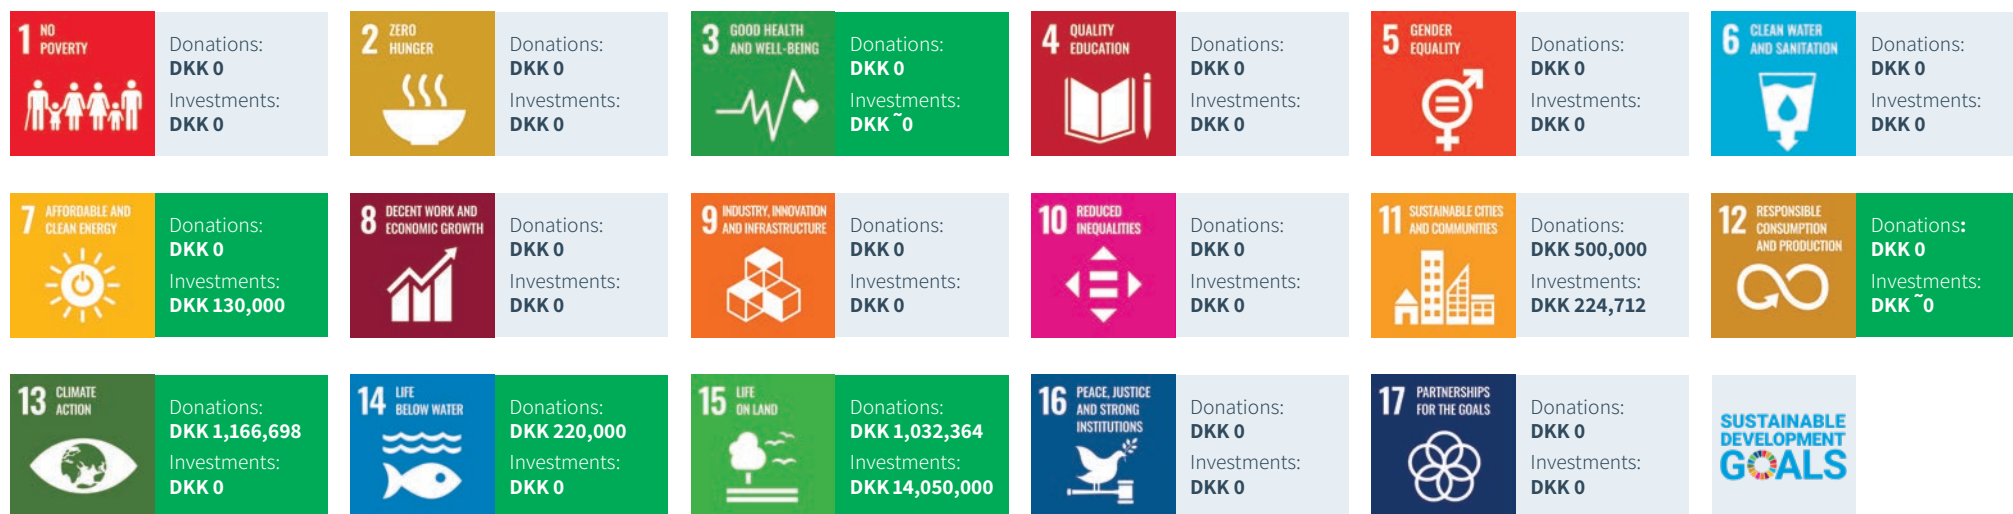 1 NO
POVERTY
Donations:
DKK 0
Investments:
DKK 0
2 ZERO
HUNGER
Donations:
DKK 0
Investments:
DKK 0
3 GOOD HEALTH
AND WELL-BEING
Donations:
DKK 0
Investments:
DKK ˜0
4 QUALITY
EDUCATION
Donations:
DKK 0
Investments:
DKK 0
5 GENDER
EQUALITY
Donations:
DKK 0
Investments:
DKK 0
6 CLEAN WATER
AND SANITATION
Donations:
DKK 0
Investments:
DKK 0
7 AFFORDABLE AND
CLEAN ENERGY
Donations:
DKK 0
Investments:
DKK 130,000
8 DECENT WORK AND
ECONOMIC GROWTH
Donations:
DKK 0
Investments:
DKK 0
9 INDUSTRY, INNOVATION
AND INFRASTRUCTURE
Donations:
DKK 0
Investments:
DKK 0
10 REDUCED
INEQUALITIES
Donations:
DKK 0
Investments:
DKK 0
11 SUSTAINABLE CITIES
AND COMMUNITIES
Donations:
DKK 500,000
Investments:
DKK 224,712
12 RESPONSIBLE
CONSUMPTION
AND PRODUCTION
Donations:
DKK 0
Investments:
DKK ˜0
13 CLIMATE
ACTION
Donations:
DKK 1,166,698
Investments:
DKK 0
14 LIFE
BELOW WATER
Donations:
DKK 220,000
Investments:
DKK 0
15 LIFE
ON LAND
Donations:
DKK 1,032,364
Investments:
DKK 14,050,000
16 PEACE, JUSTICE
AND STRONG
INSTITUTIONS
Donations:
DKK 0
Investments:
DKK 0
17 PARTNERSHIPS
FOR THE GOALS
Donations:
DKK 0
Investments:
DKK 0
SUSTAINABLE
DEVELOPMENT
GOALS